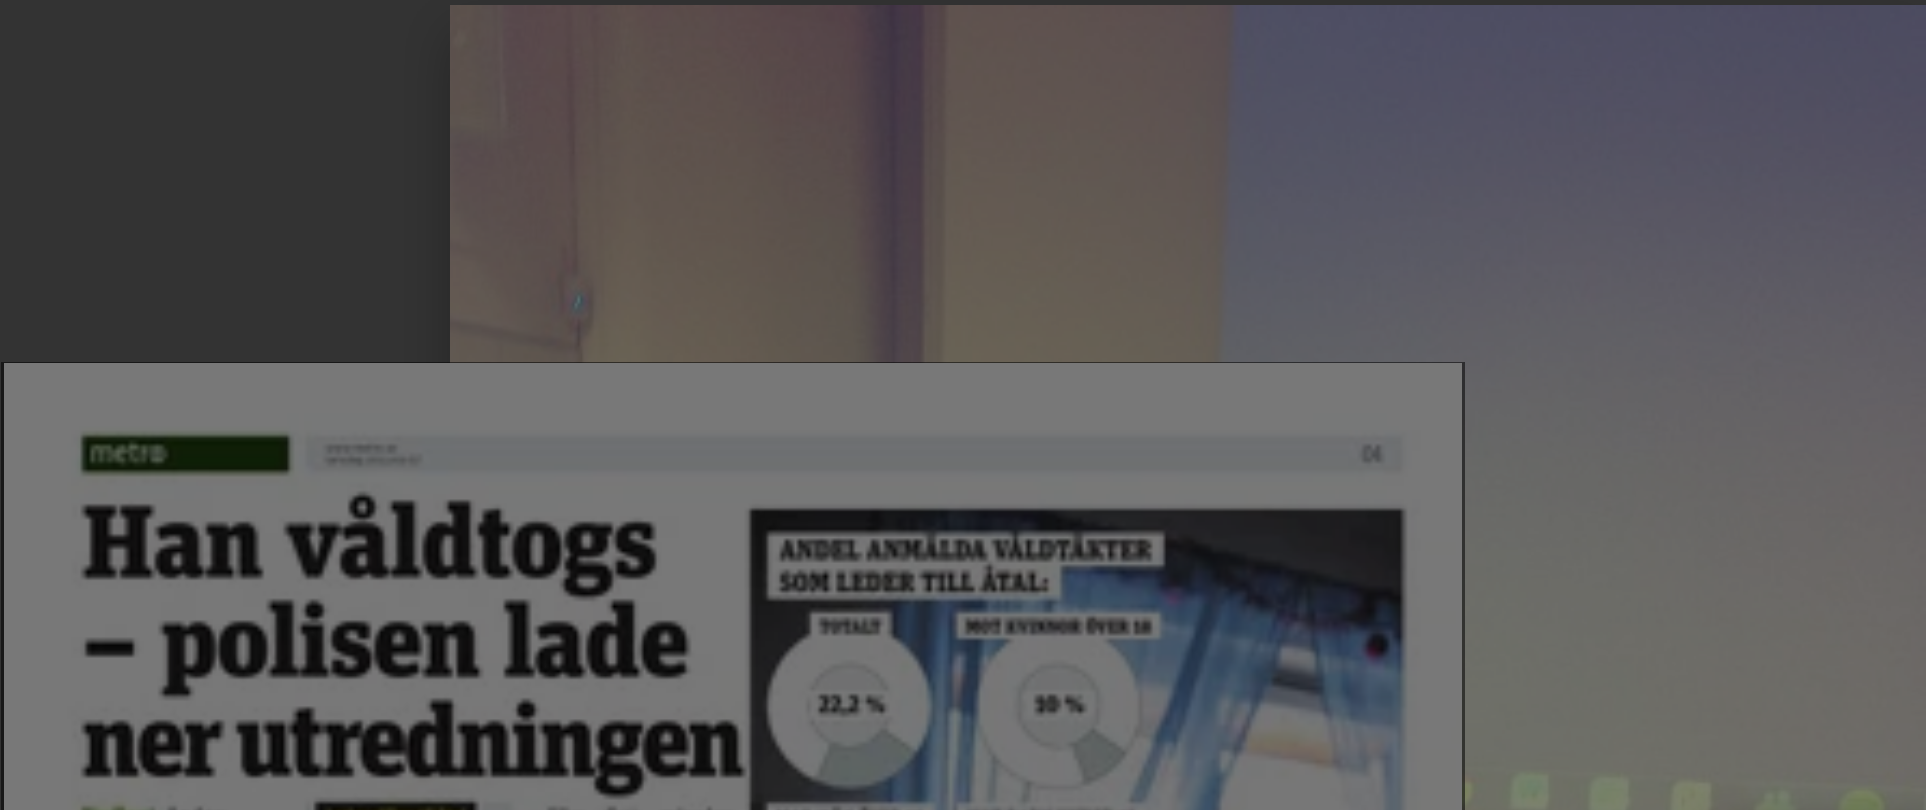 metro
04
Han våldtogs
– polisen lade
ner utredningen
ANDEL ANMÄLDA VÅLDTÄKTER
SOM LEDER TILL ÅTAL:
TOTALT
MOT KVINNOR ÖVER 18
22,2 %
10 %